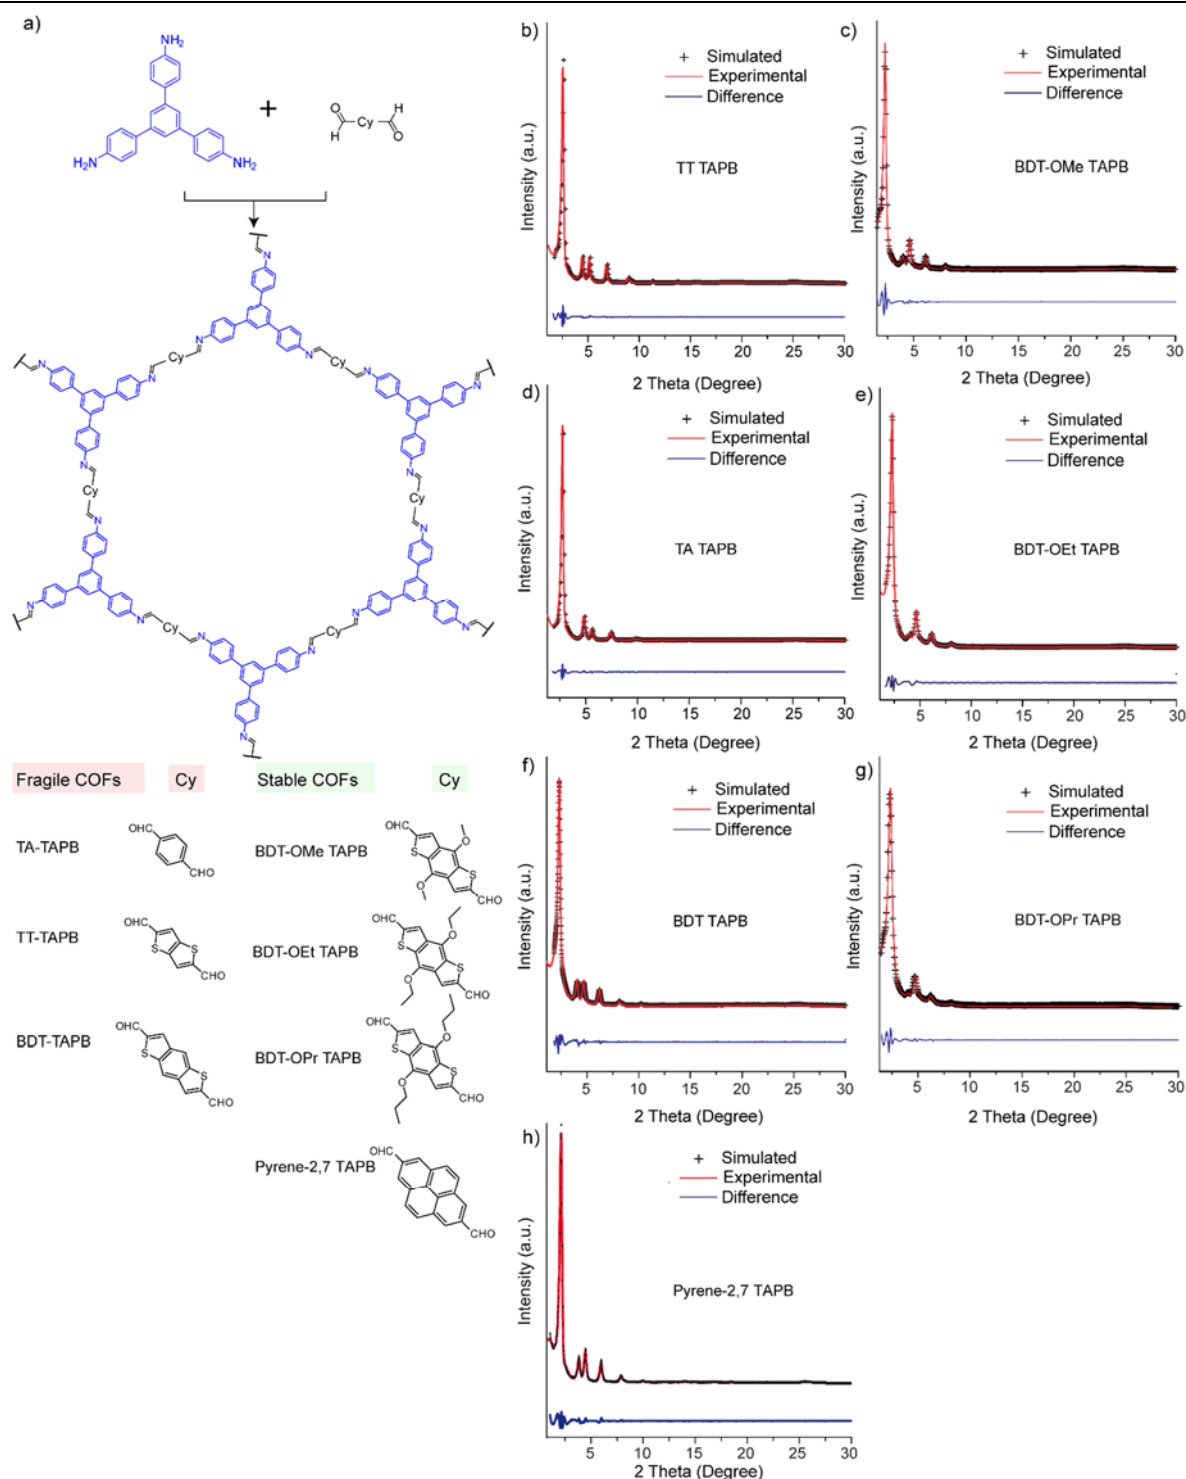 a)
NH₂
H₂N
NH₂
+
O
H
Cy
H
O
N
N
N
Cy
N
N
Cy
N
N
Cy
N
N
N
Cy
N
Cy
N
N
N
Cy
N
N
Cy
N
N
N
Fragile COFs Cy Stable COFs Cy
TA-TAPB
OHC
CHO
BDT-OMe TAPB
OHC
O
S
S
O
CHO
TT-TAPB
OHC
S
S
CHO
BDT-OEt TAPB
OHC
O
S
S
O
CHO
BDT-TAPB
OHC
S
S
CHO
BDT-OPr TAPB
OHC
O
S
S
O
CHO
Pyrene-2,7 TAPB
OHC
CHO
b)
+ Simulated
Experimental
Difference
TT TAPB
Intensity (a.u.)
5 10 15 20 25 30
2 Theta (Degree)
c)
+ Simulated
Experimental
Difference
BDT-OMe TAPB
Intensity (a.u.)
5 10 15 20 25 30
2 Theta (Degree)
d)
+ Simulated
Experimental
Difference
TA TAPB
Intensity (a.u.)
5 10 15 20 25 30
2 Theta (Degree)
e)
+ Simulated
Experimental
Difference
BDT-OEt TAPB
Intensity (a.u.)
5 10 15 20 25 30
2 Theta (Degree)
f)
+ Simulated
Experimental
Difference
BDT TAPB
Intensity (a.u.)
5 10 15 20 25 30
2 Theta (Degree)
g)
+ Simulated
Experimental
Difference
BDT-OPr TAPB
Intensity (a.u.)
5 10 15 20 25 30
2 Theta (Degree)
h)
+ Simulated
Experimental
Difference
Pyrene-2,7 TAPB
Intensity (a.u.)
5 10 15 20 25 30
2 Theta (Degree)